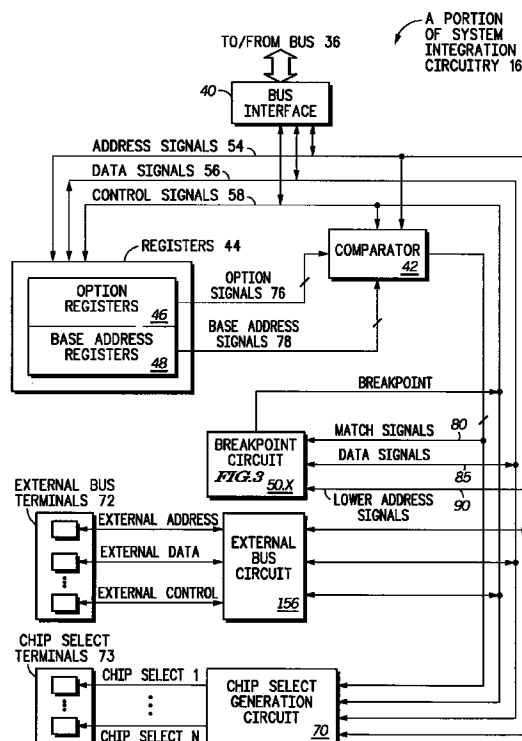 A PORTION
OF SYSTEM
INTEGRATION
CIRCUITRY 16
TO/FROM BUS 36
40
BUS
INTERFACE
ADDRESS SIGNALS 54
DATA SIGNALS 56
CONTROL SIGNALS 58
REGISTERS 44
COMPARATOR
42
OPTION
REGISTERS
46
OPTION
SIGNALS 76
BASE ADDRESS
REGISTERS
48
BASE ADDRESS
SIGNALS 78
BREAKPOINT
BREAKPOINT
CIRCUIT
FIG.3
50.X
MATCH SIGNALS
80
DATA SIGNALS
85
LOWER ADDRESS
SIGNALS
90
EXTERNAL BUS
TERMINALS 72
EXTERNAL ADDRESS
EXTERNAL DATA
EXTERNAL CONTROL
EXTERNAL
BUS
CIRCUIT
156
CHIP SELECT
TERMINALS 73
CHIP SELECT 1
CHIP SELECT N
CHIP SELECT
GENERATION
CIRCUIT
70